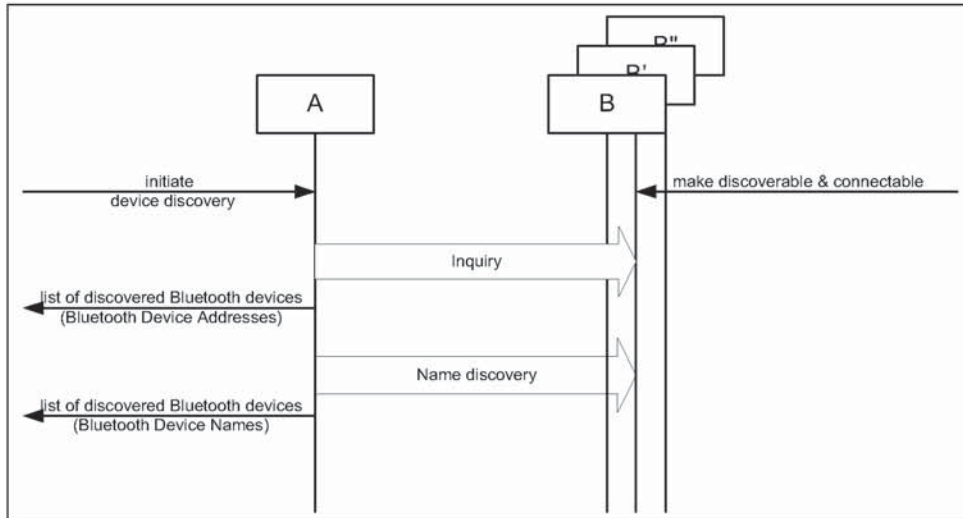 B"
B'
A
B
initiate
device discovery
make discoverable & connectable
Inquiry
list of discovered Bluetooth devices
(Bluetooth Device Addresses)
Name discovery
list of discovered Bluetooth devices
(Bluetooth Device Names)